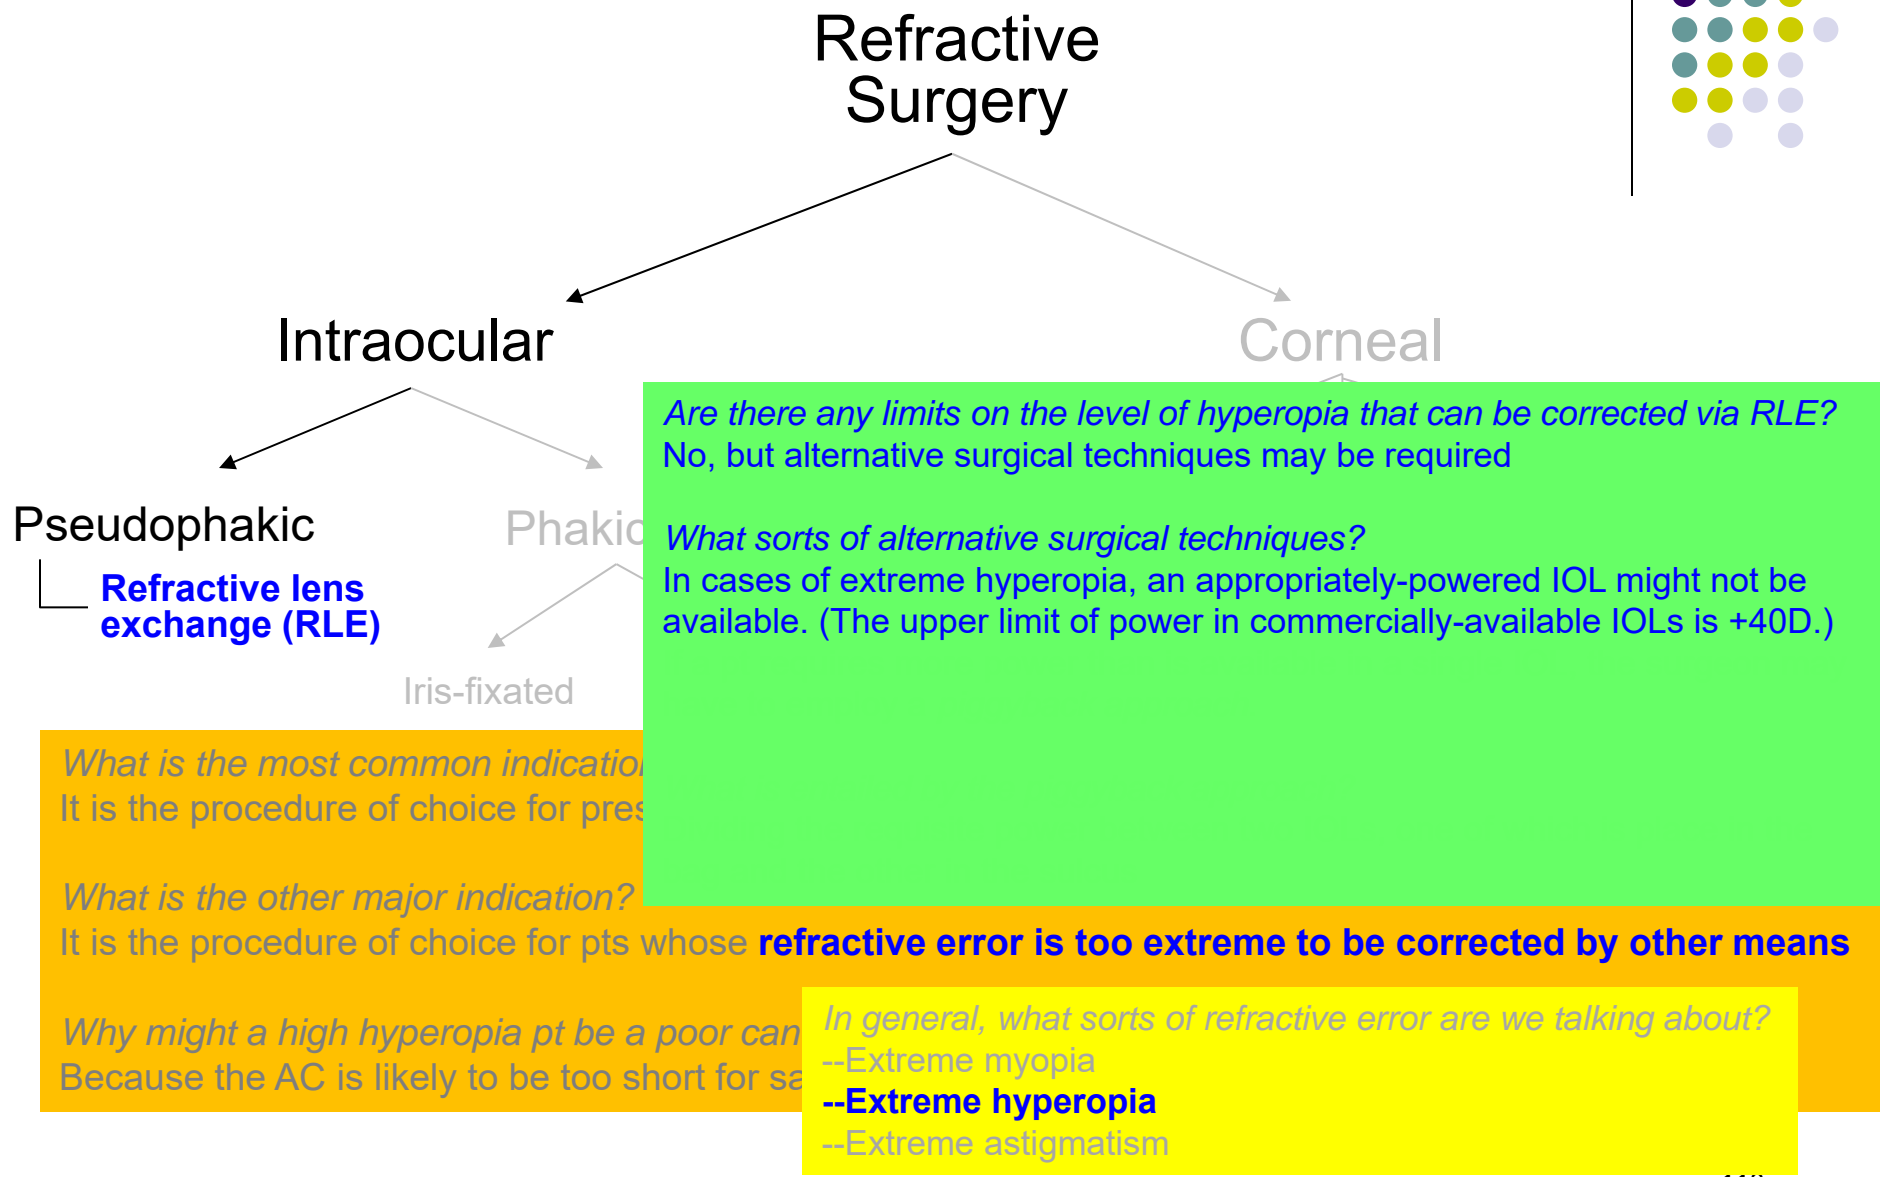 Refractive
Surgery
Intraocular
Corneal
Pseudophakic
Phakic
Refractive lens
exchange (RLE)
Iris-fixated
Are there any limits on the level of hyperopia that can be corrected via RLE?
No, but alternative surgical techniques may be required
What sorts of alternative surgical techniques?
In cases of extreme hyperopia, an appropriately-powered IOL might not be
available. (The upper limit of power in commercially-available IOLs is +40D.)
What is the most common
It is the procedure of choice for
What is the other major indication?
It is the procedure of choice for pts whose refractive error is too extreme to be corrected by other means
Why might a high hyperopia pt be a poor
Because the AC is likely to be too short for
In general, what sorts of refractive error are we talking about?
--Extreme myopia
--Extreme hyperopia
--Extreme astigmatism